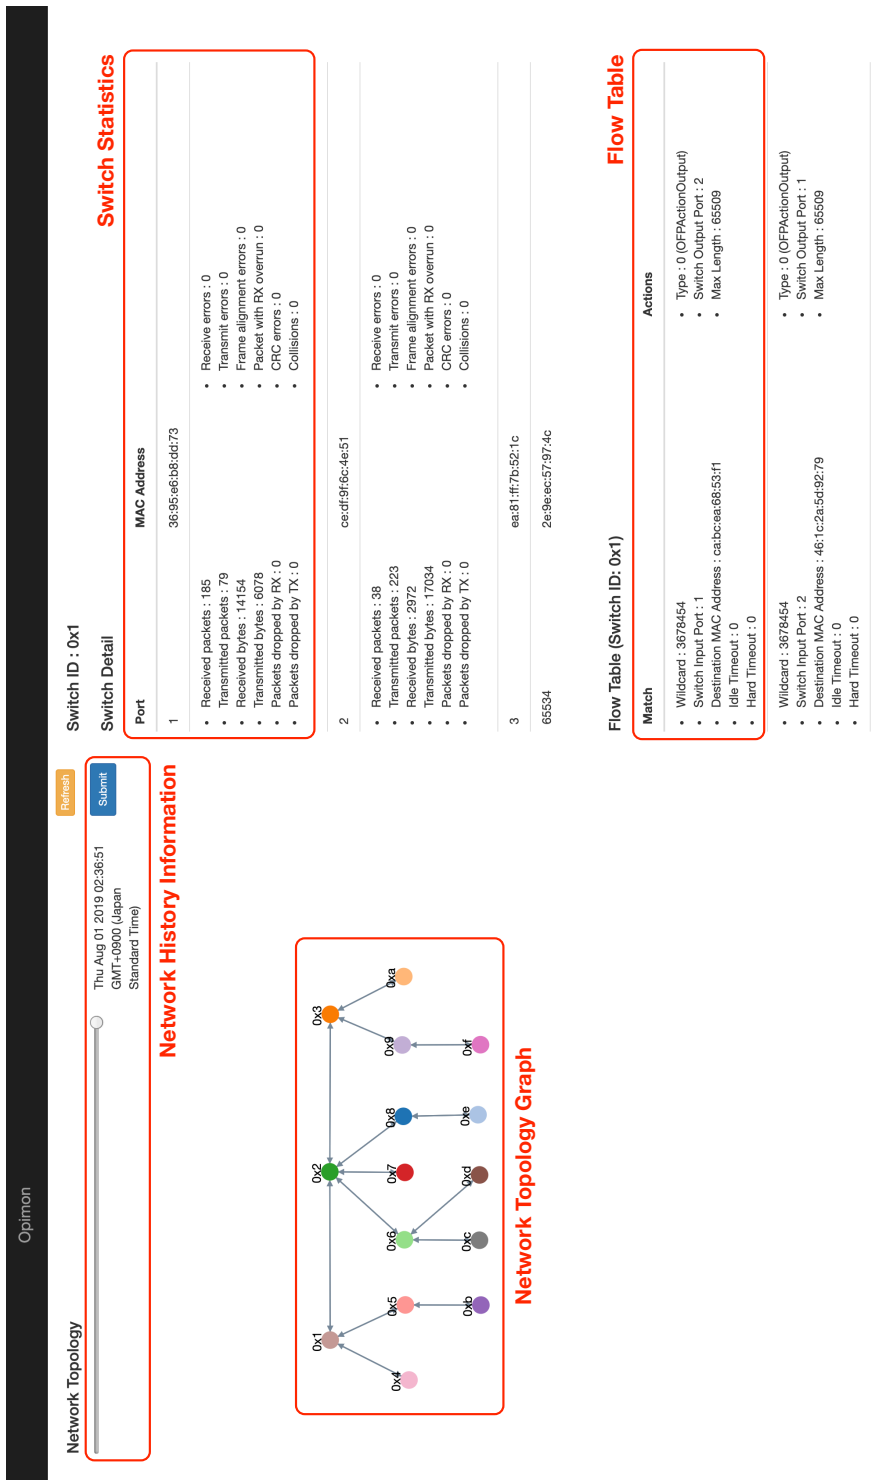 Opimon
Network Topology
Refresh
Thu Aug 01 2019 02:36:51
GMT+0900 (Japan
Standard Time)
Submit
Network History Information
0x1
0x2
0x3
0x4
0x5
0x6
0x7
0x8
0x9
0xa
0xb
0xc
0xd
0xe
0xf
Network Topology Graph
Switch ID : 0x1
Switch Detail
Switch Statistics
Port MAC Address
1 36:95:e6:b8:dd:73
• Received packets : 185 • Receive errors : 0
• Transmitted packets : 79 • Transmit errors : 0
• Received bytes : 14154 • Frame alignment errors : 0
• Transmitted bytes : 6078 • Packet with RX overrun : 0
• Packets dropped by RX : 0 • CRC errors : 0
• Packets dropped by TX : 0 • Collisions : 0
2 ce:df:9f:6c:4e:51
• Received packets : 38 • Receive errors : 0
• Transmitted packets : 223 • Transmit errors : 0
• Received bytes : 2972 • Frame alignment errors : 0
• Transmitted bytes : 17034 • Packet with RX overrun : 0
• Packets dropped by RX : 0 • CRC errors : 0
• Packets dropped by TX : 0 • Collisions : 0
3 ea:81:ff:7b:52:1c
65534 2e:9e:ec:57:97:4c
Flow Table (Switch ID: 0x1)
Flow Table
Match Actions
• Wildcard : 3678454 • Type : 0 (OFPActionOutput)
• Switch Input Port : 1 • Switch Output Port : 2
• Destination MAC Address : ca:bc:ea:68:53:f1 • Max Length : 65509
• Idle Timeout : 0
• Hard Timeout : 0
• Wildcard : 3678454 • Type : 0 (OFPActionOutput)
• Switch Input Port : 2 • Switch Output Port : 1
• Destination MAC Address : 46:1c:2a:5d:92:79 • Max Length : 65509
• Idle Timeout : 0
• Hard Timeout : 0